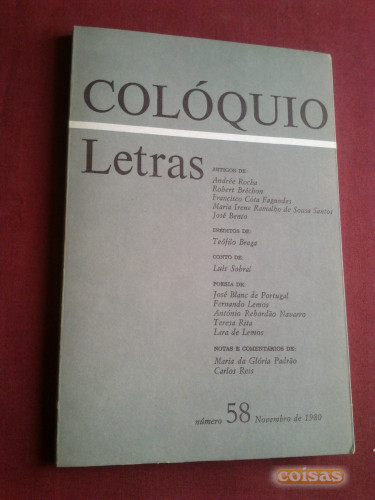 COLÓQUIO
Letras
ARTIGOS DE:
Andrée Rocha
Robert Bréchon
Francisco Cota Fagundes
Maria Irene Ramalho de Sousa Santos
José Bento
INÉDITOS DE:
Teófilo Braga
CONTO DE:
Luís Sobral
POESIA DE:
José Blanc de Portugal
Fernando Lemos
António Rebordão Navarro
Teresa Rita
Lara de Lemos
NOTAS E COMENTÁRIOS DE:
Maria da Glória Padrão
Carlos Reis
número 58 Novembro de 1980
coisas